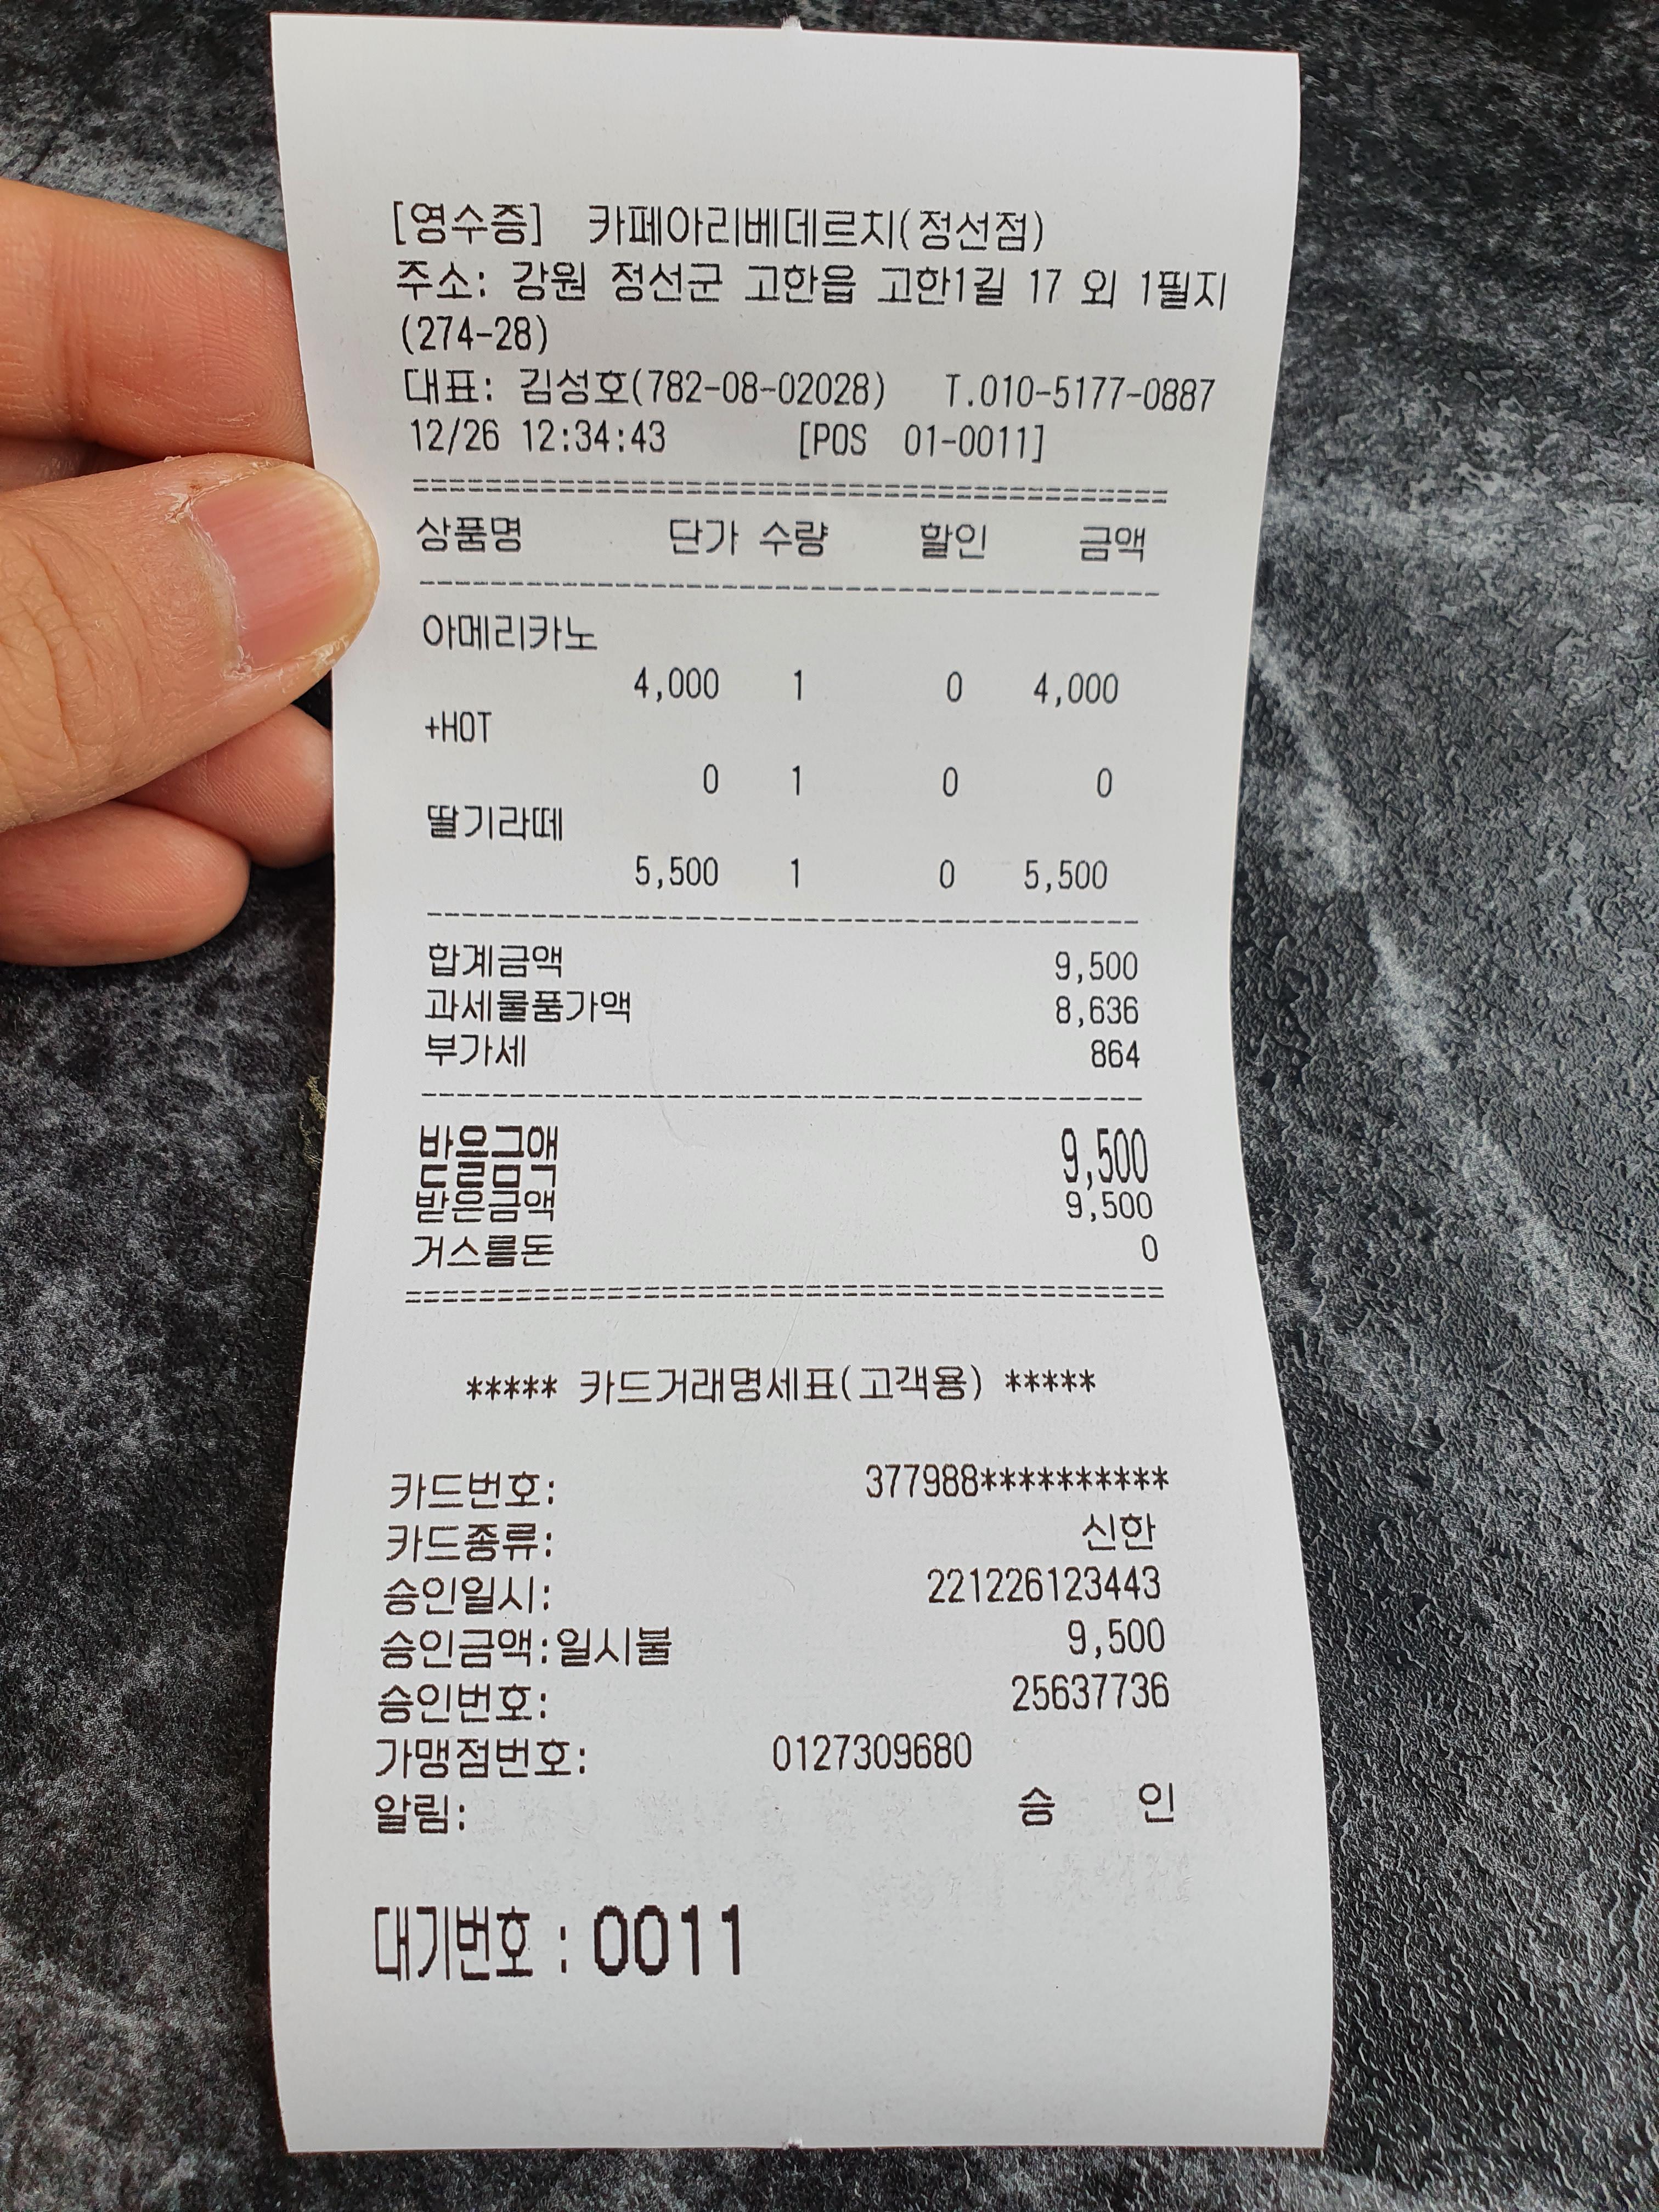 [영수증] 카페아리베데르치(정선점)
주소: 강원 정선군 고한읍 고한1길 17 외 1필지
(274-28)
대표: 김성호(782-08-02028) T.010-5177-0887
12/26 12:34:43 [POS 01-0011]
========================================
상품명 단가 수량 할인 금액
----------------------------------------
아메리카노
4,000 1 0 4,000
+HOT
0 1 0 0
딸기라떼
5,500 1 0 5,500
----------------------------------------
합계금액 9,500
과세물품가액 8,636
부가세 864
----------------------------------------
받을금액 9,500
받은금액 9,500
거스름돈 0
========================================
***** 카드거래명세표(고객용) *****
카드번호: 377988**********
카드종류: 신한
승인일시: 221226123443
승인금액:일시불 9,500
승인번호: 25637736
가맹점번호: 0127309680
알림: 승 인
대기번호 : 0011